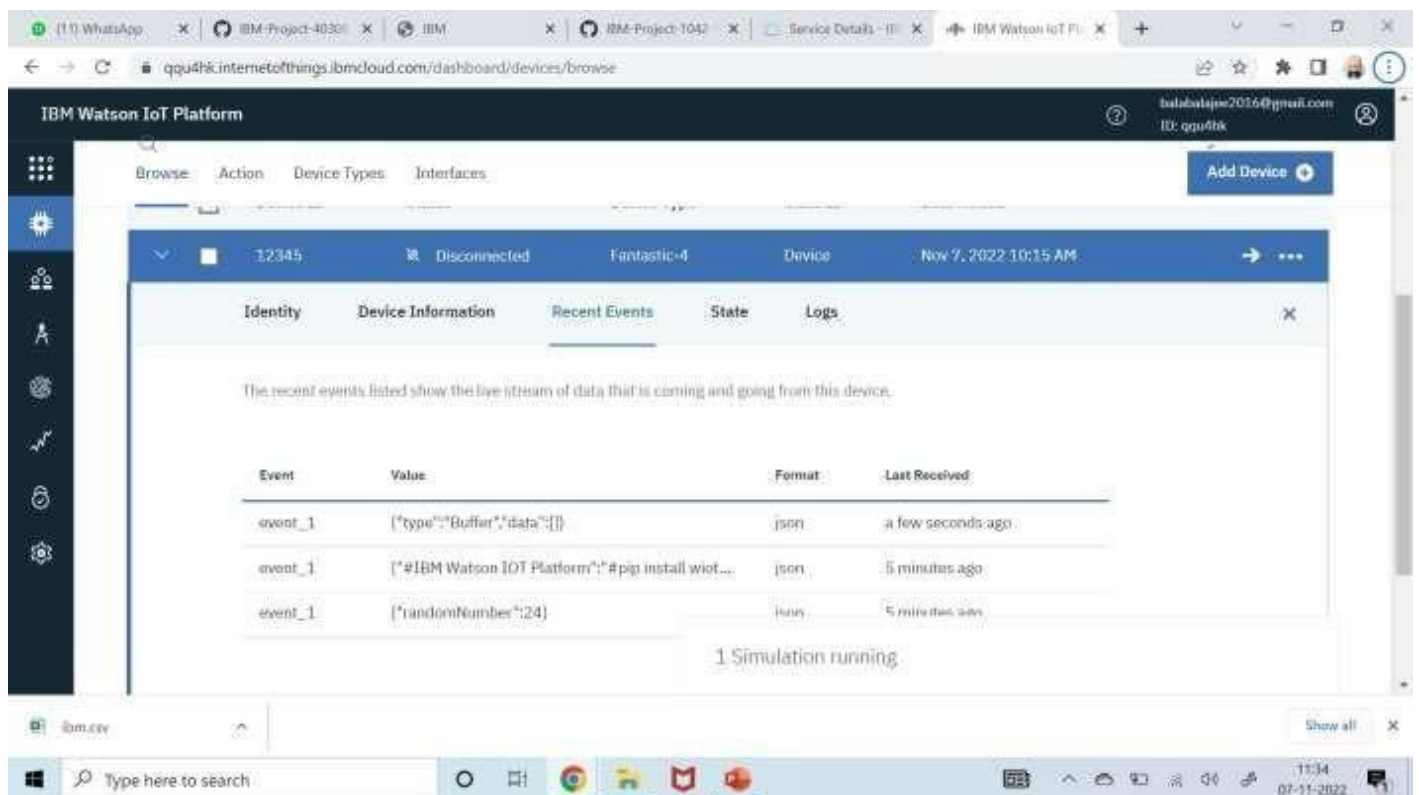 (11) WhatsApp
IBM-Project-4030
IBM
IBM-Project-1042
Service Details - IB
IBM Watson IoT Pl
qqu4hk.internetofthings.ibmcloud.com/dashboard/devices/browse
IBM Watson IoT Platform
balabalajee2016@gmail.com
ID: qqu4hk
Browse Action Device Types Interfaces
Add Device
12345 Disconnected Fantastic-4 Device Nov 7, 2022 10:15 AM
Identity Device Information Recent Events State Logs
The recent events listed show the live stream of data that is coming and going from this device.
Event Value Format Last Received
event_1 {"type":"Buffer","data":[]} json a few seconds ago
event_1 {"#IBM Watson IOT Platform":"#pip install wiot... json 5 minutes ago
event_1 {"randomNumber":24} json 5 minutes ago
1 Simulation running
ibm.csv
Show all
Type here to search
11:34
07-11-2022